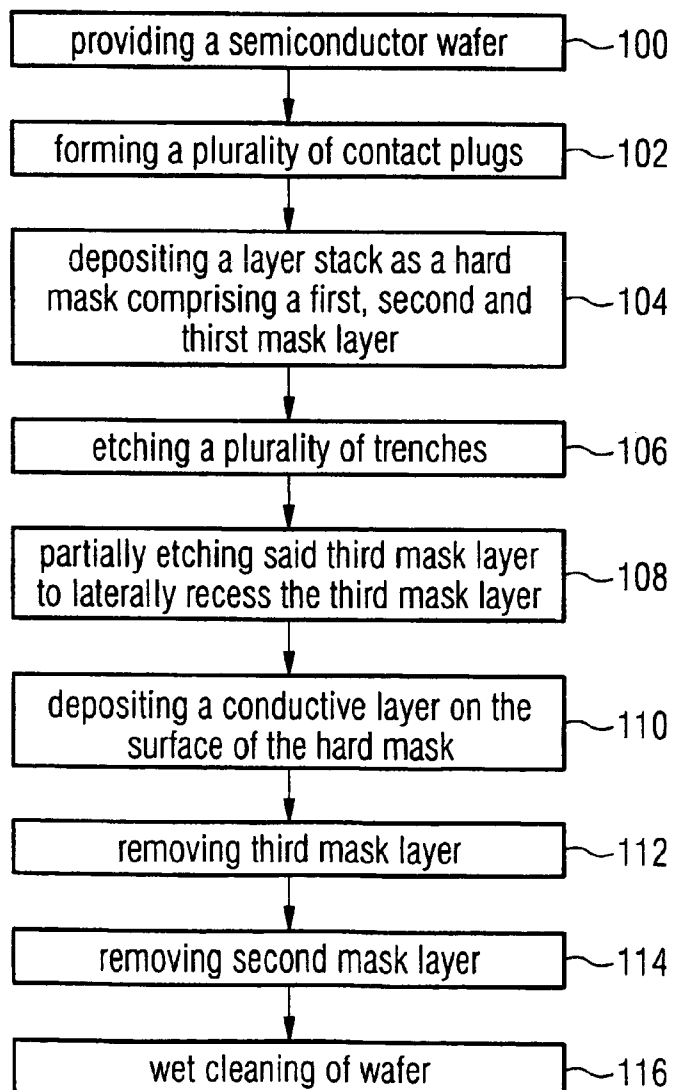 providing a semiconductor wafer 100
forming a plurality of contact plugs 102
depositing a layer stack as a hard
mask comprising a first, second and 104
thirst mask layer
etching a plurality of trenches 106
partially etching said third mask layer
to laterally recess the third mask layer 108
depositing a conductive layer on the
surface of the hard mask 110
removing third mask layer 112
removing second mask layer 114
wet cleaning of wafer 116